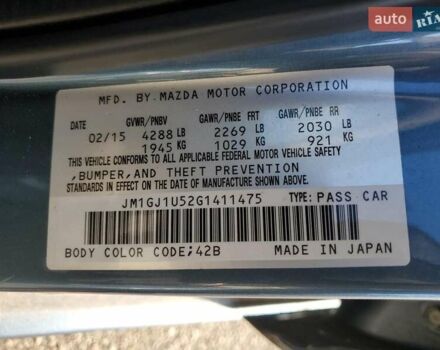 auto RIA
MFD. BY.MAZDA MOTOR CORPORATION
DATE GVWR/PNBV GAWR/PNBE FRT GAWR/PNBE RR
02/15 4288 LB 2269 LB 2030 LB
1945 KG 1029 KG 921 KG
THIS VEHICLE CONFORMS TO ALL APPLICABLE FEDERAL MOTOR VEHICLE SAFETY
,BUMPER,AND THEFT PREVENTION
STANDARDS IN EFFECT ON THE DATE OF MANUFACTURE SHOWN ABOVE.
JM1GJ1U52G1411475 TYPE: PASS CAR
BODY COLOR CODE;42B MADE IN JAPAN